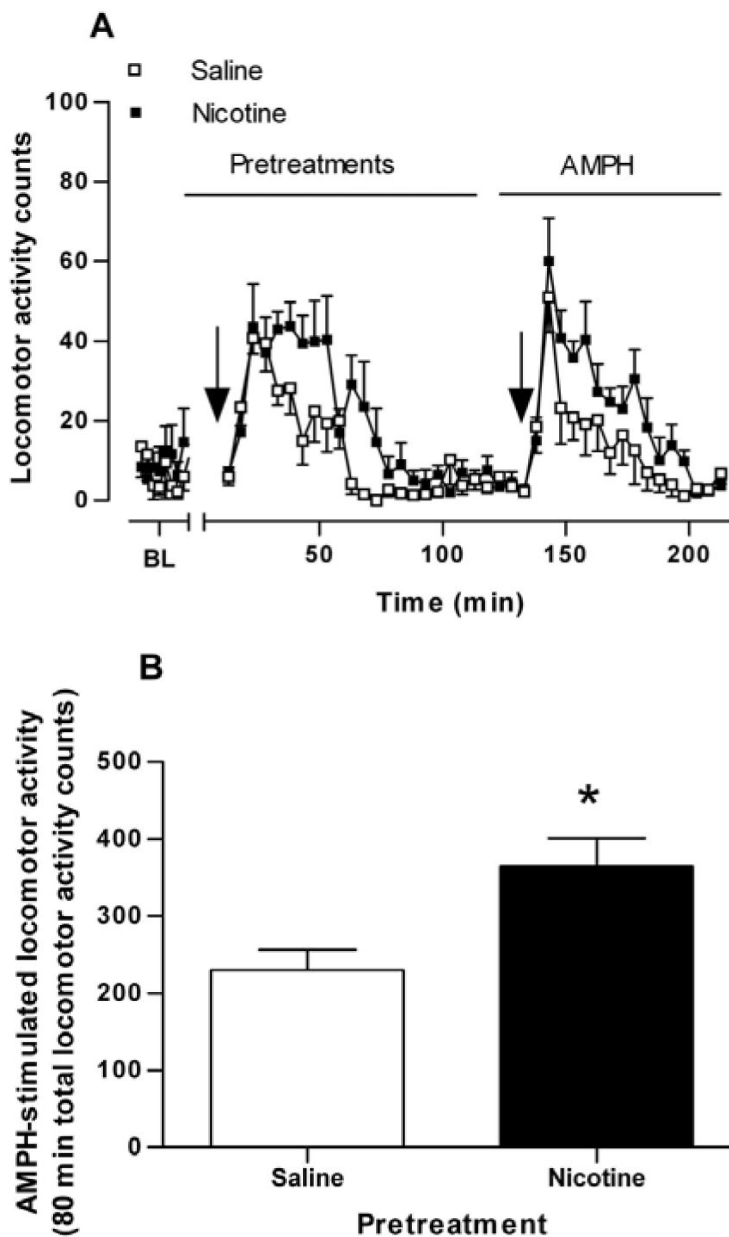 A
Saline
Nicotine
Pretreatments
AMPH
Locomotor activity counts
100
80
60
40
20
0
BL
50
100
150
200
Time (min)
B
AMPH-stimulated locomotor activity
(80 min total locomotor activity counts)
500
400
300
200
100
0
*
Saline
Nicotine
Pretreatment